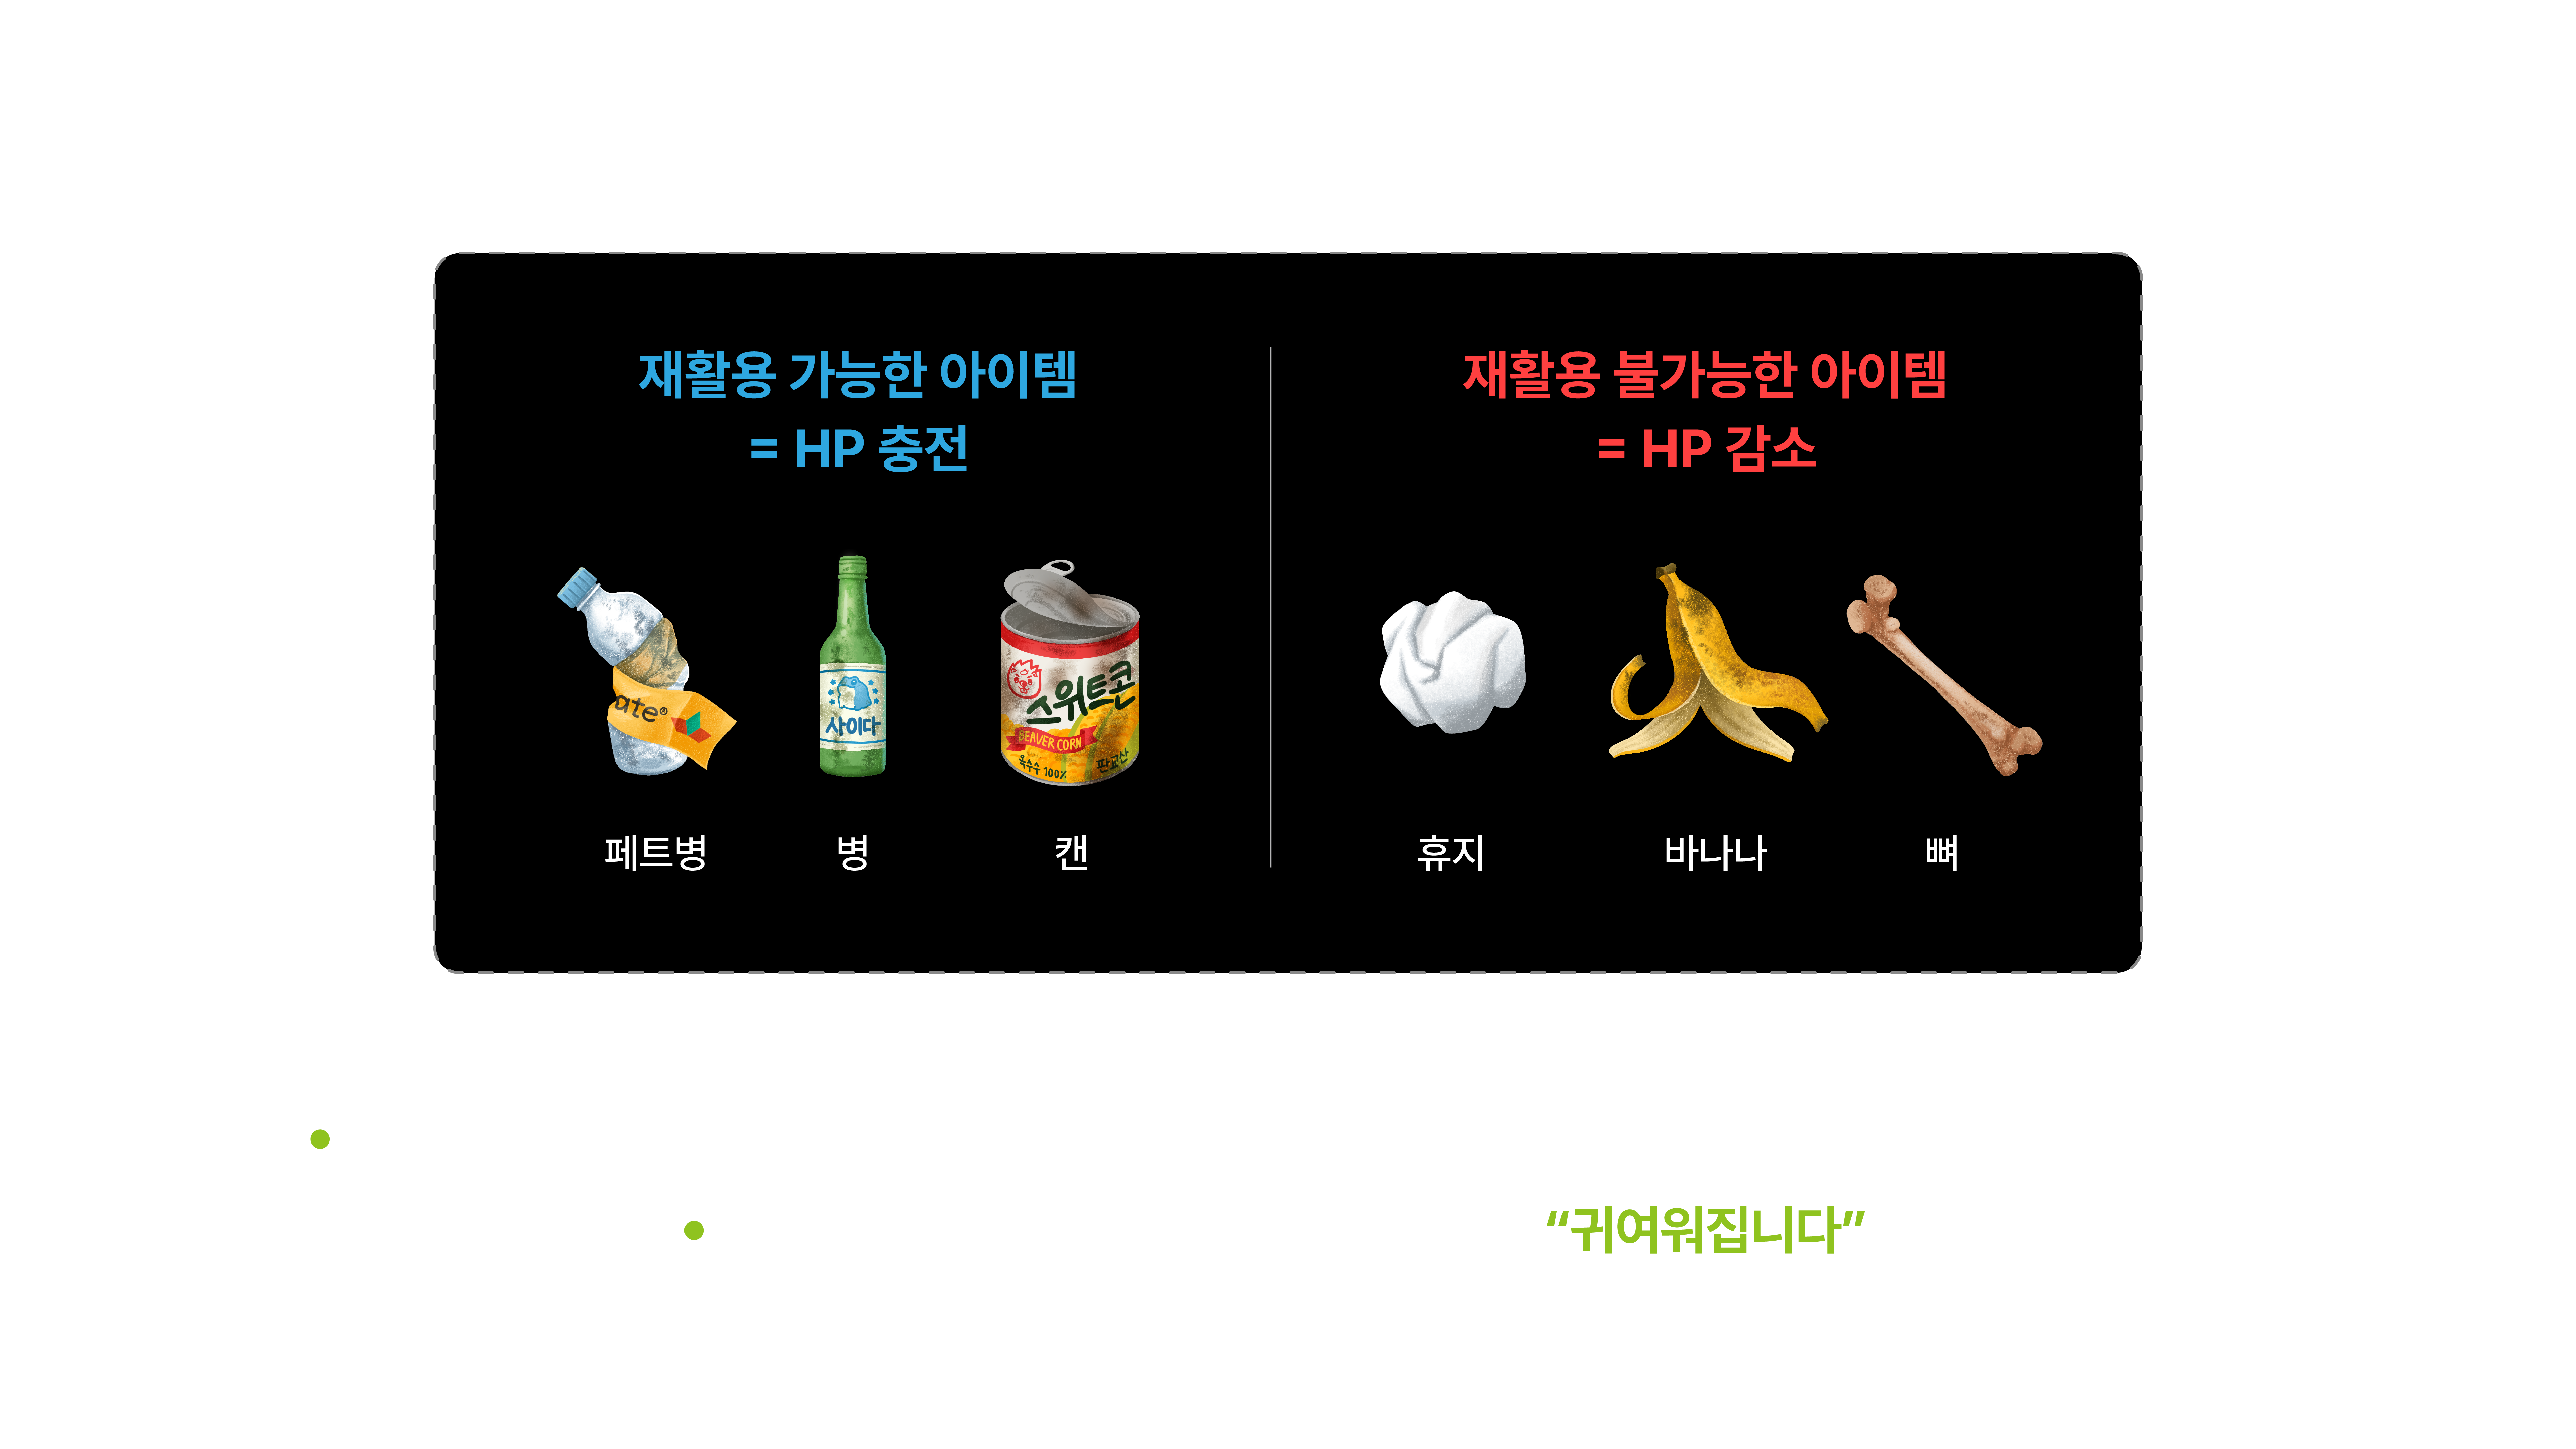 재활용 가능한 아이템
= HP 충전
재활용 불가능한 아이템
= HP 감소
ate®
사이다
스위트콘
BEAVER CORN
옥수수 100%
판교산
페트병
병
캔
휴지
바나나
뼈
“귀여워집니다”